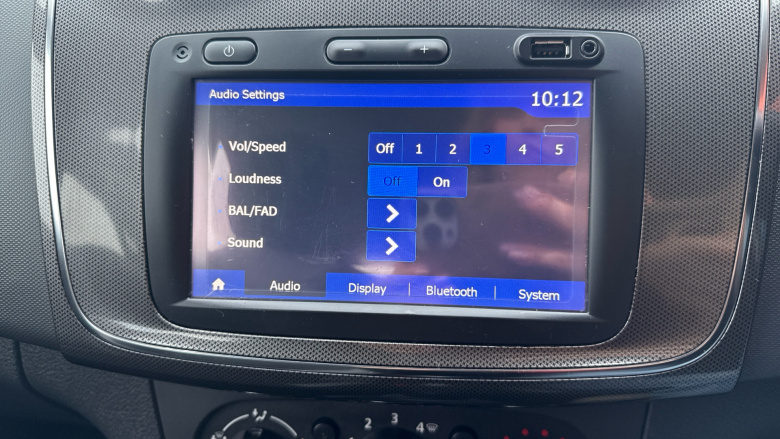 − +
Audio Settings
10:12
Vol/Speed Off 1 2 3 4 5
Loudness Off On
BAL/FAD
Sound
Audio Display Bluetooth System
2 3 4